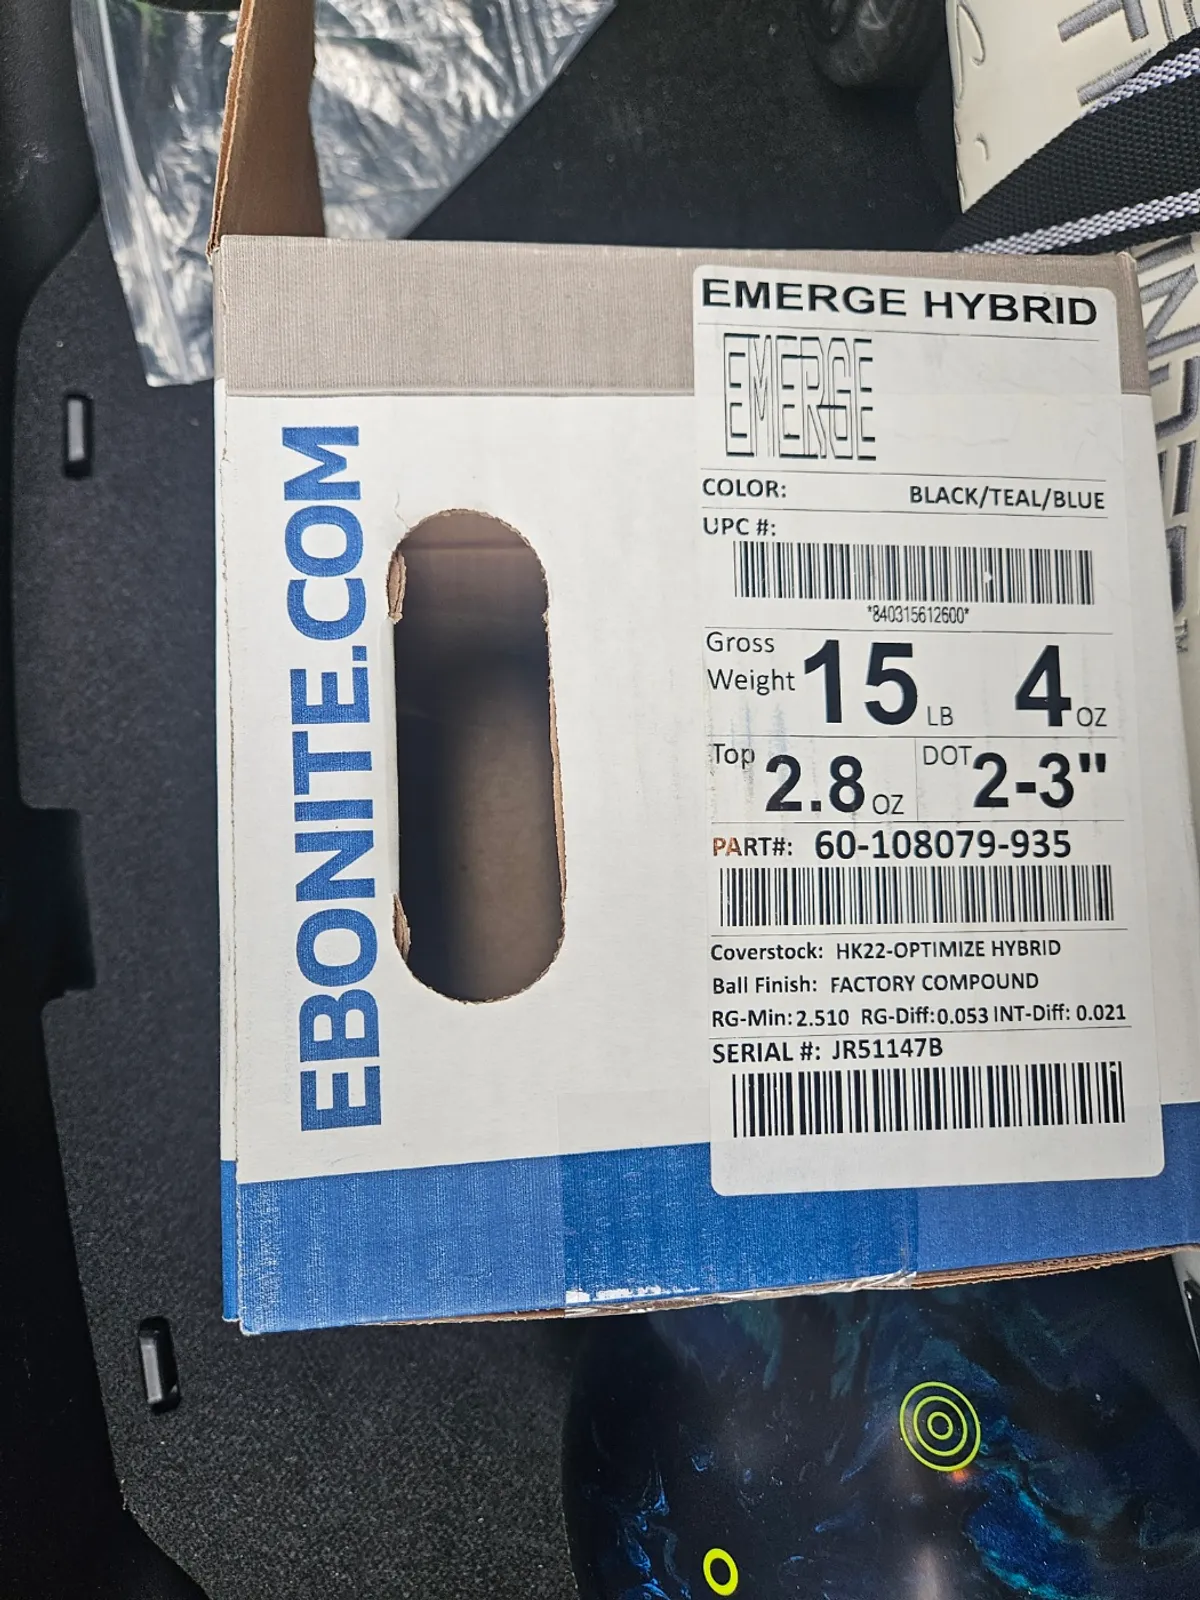 EBONITE.COM
EMERGE HYBRID
EMERGE
COLOR: BLACK/TEAL/BLUE
UPC #:
*840315612600*
Gross Weight 15 LB 4 OZ
Top 2.8 OZ DOT 2-3"
PART#: 60-108079-935
Coverstock: HK22-OPTIMIZE HYBRID
Ball Finish: FACTORY COMPOUND
RG-Min: 2.510 RG-Diff: 0.053 INT-Diff: 0.021
SERIAL #: JR51147B